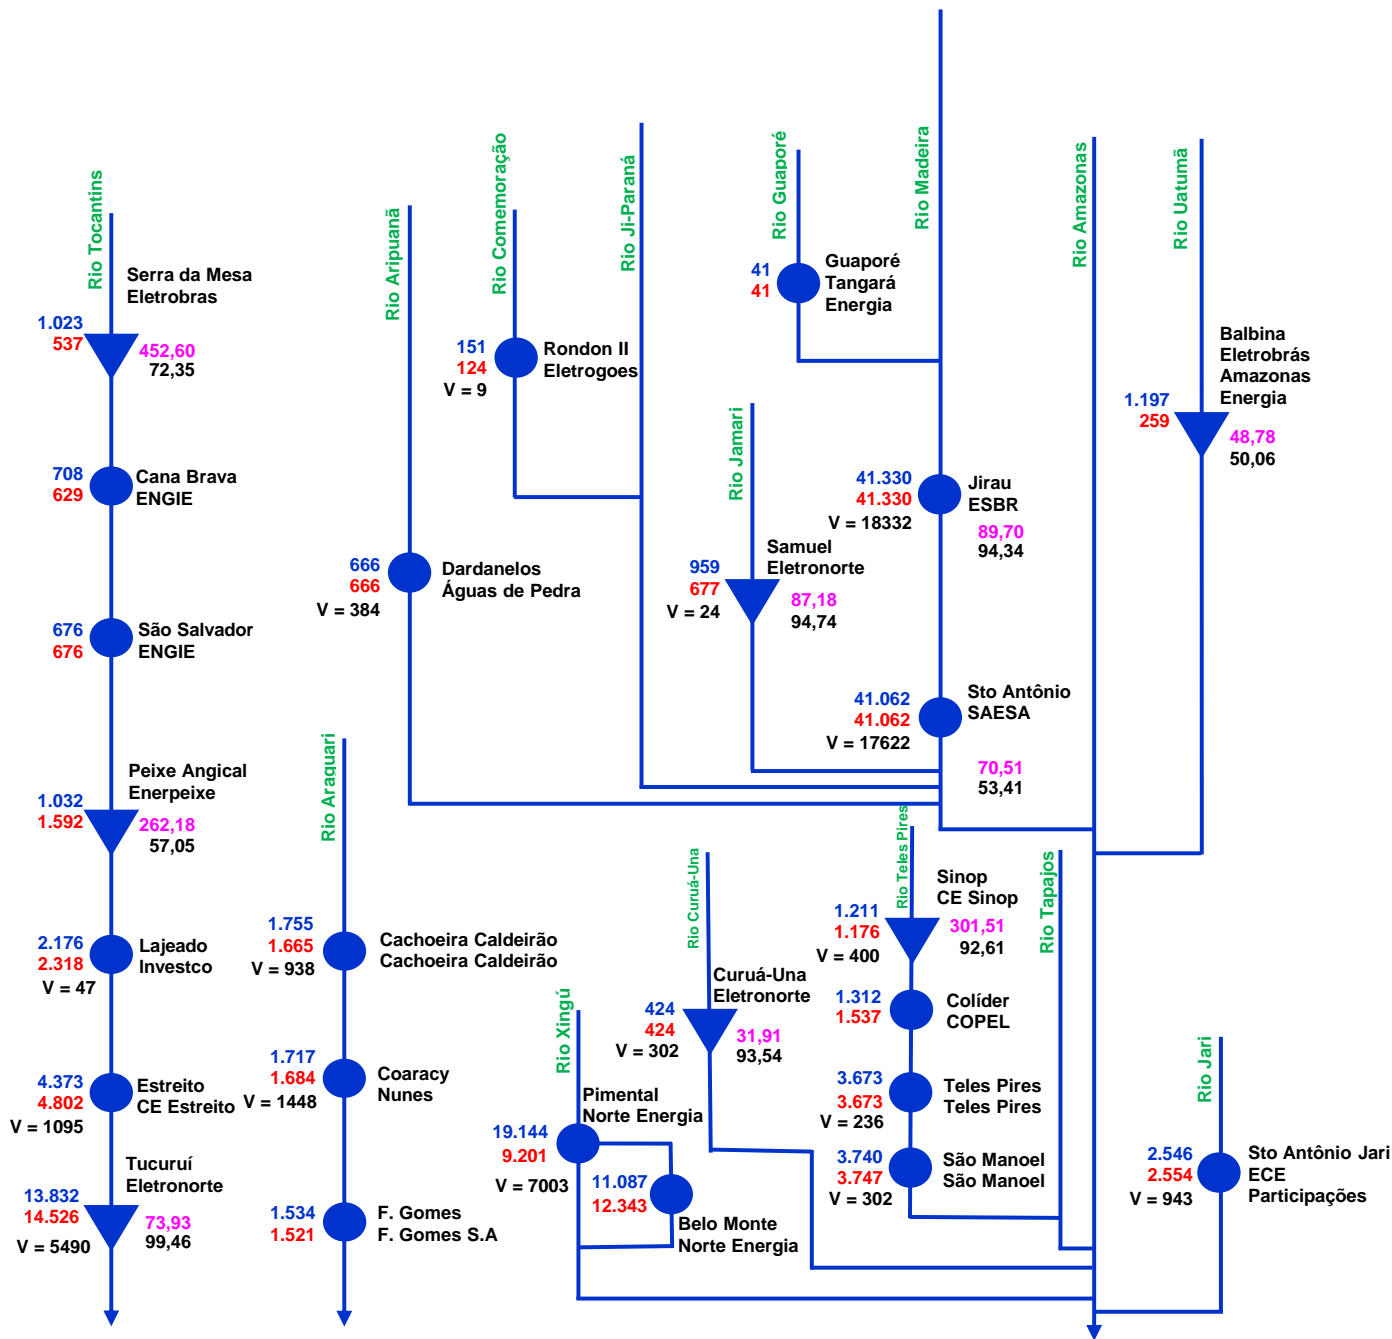 Rio Tocantins
Serra da Mesa
Eletrobras
1.023
537
452,60
72,35
708
629
Cana Brava
ENGIE
676
676
São Salvador
ENGIE
Peixe Angical
Enerpeixe
1.032
1.592
262,18
57,05
2.176
2.318
V = 47
Lajeado
Investco
4.373
4.802
V = 1095
Estreito
CE Estreito
Tucuruí
Eletronorte
13.832
14.526
V = 5490
73,93
99,46
Rio Araguari
1.755
1.665
V = 938
Cachoeira Caldeirão
Cachoeira Caldeirão
1.717
1.684
V = 1448
Coaracy
Nunes
1.534
1.521
F. Gomes
F. Gomes S.A
Rio Aripuanã
666
666
V = 384
Dardanelos
Águas de Pedra
Rio Comemoração
151
124
V = 9
Rondon II
Eletrogoes
Rio Ji-Paraná
Rio Jamari
Samuel
Eletronorte
959
677
V = 24
87,18
94,74
Rio Guaporé
41
41
Guaporé
Tangará
Energia
Rio Madeira
41.330
41.330
V = 18332
Jirau
ESBR
89,70
94,34
41.062
41.062
V = 17622
Sto Antônio
SAESA
70,51
53,41
Rio Amazonas
Rio Uatumã
Balbina
Eletrobrás
Amazonas
Energia
1.197
259
48,78
50,06
Rio Xingú
Pimental
Norte Energia
19.144
9.201
V = 7003
11.087
12.343
Belo Monte
Norte Energia
Rio Curuá-Una
Curuá-Una
Eletronorte
424
424
V = 302
31,91
93,54
Rio Teles Pires
Sinop
CE Sinop
1.211
1.176
V = 400
301,51
92,61
1.312
1.537
Colíder
COPEL
3.673
3.673
V = 236
Teles Pires
Teles Pires
3.740
3.747
V = 302
São Manoel
São Manoel
Rio Tapajos
Rio Jari
2.546
2.554
V = 943
Sto Antônio Jari
ECE
Participações